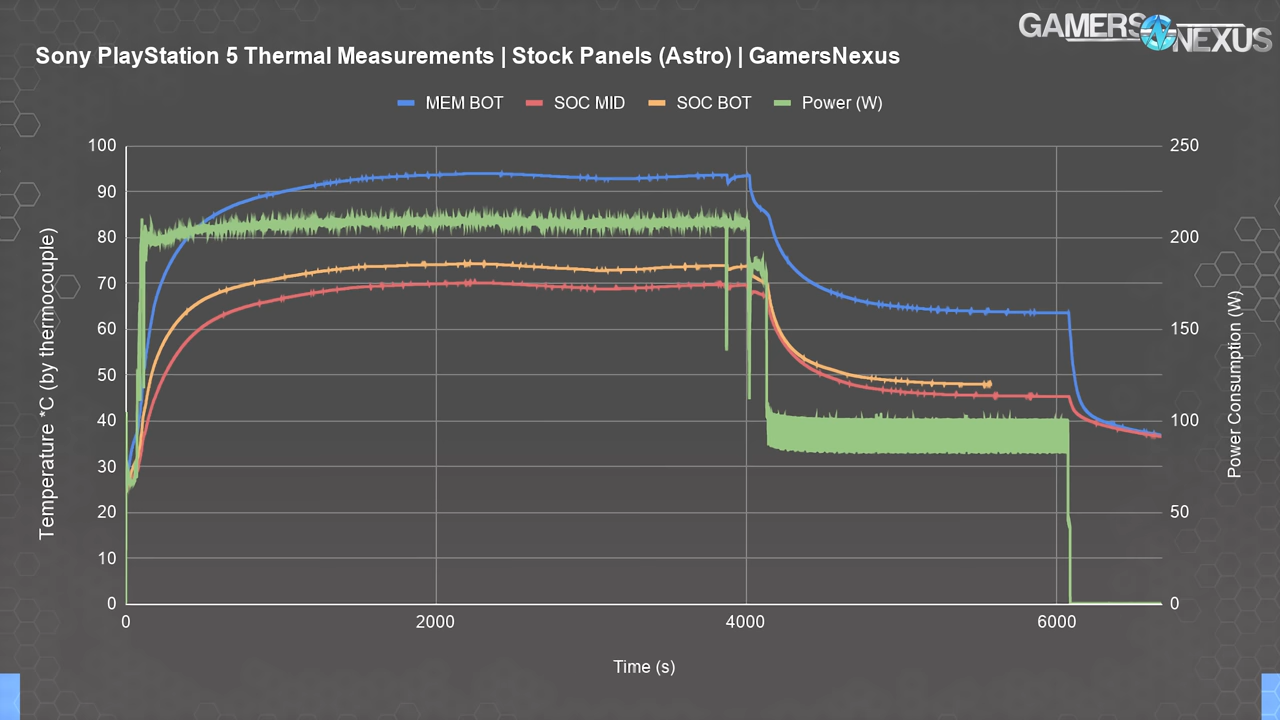 GAMERS NEXUS
Sony PlayStation 5 Thermal Measurements | Stock Panels (Astro) | GamersNexus
MEM BOT SOC MID SOC BOT Power (W)
100 250
90
80 200
70
60 150
50
40 100
30
20 50
10
0 0
Temperature *C (by thermocouple)
Power Consumption (W)
0 2000 4000 6000
Time (s)